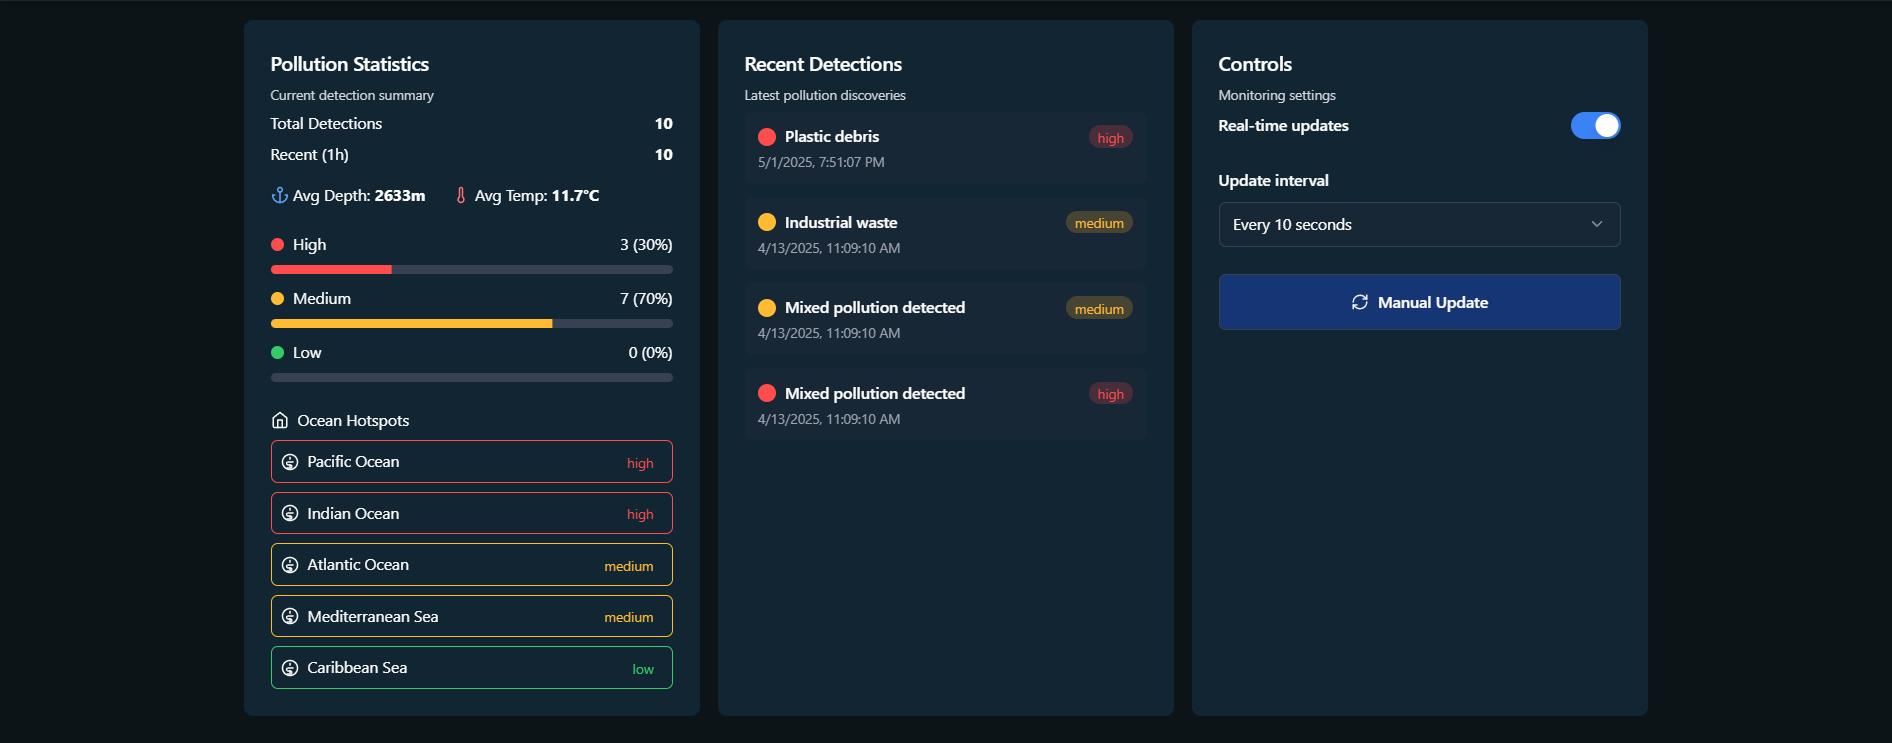 Pollution Statistics
Current detection summary
Total Detections 10
Recent (1h) 10
Avg Depth: 2633m Avg Temp: 11.7°C
High 3 (30%)
Medium 7 (70%)
Low 0 (0%)
Ocean Hotspots
Pacific Ocean high
Indian Ocean high
Atlantic Ocean medium
Mediterranean Sea medium
Caribbean Sea low
Recent Detections
Latest pollution discoveries
Plastic debris high
5/1/2025, 7:51:07 PM
Industrial waste medium
4/13/2025, 11:09:10 AM
Mixed pollution detected medium
4/13/2025, 11:09:10 AM
Mixed pollution detected high
4/13/2025, 11:09:10 AM
Controls
Monitoring settings
Real-time updates
Update interval
Every 10 seconds
Manual Update